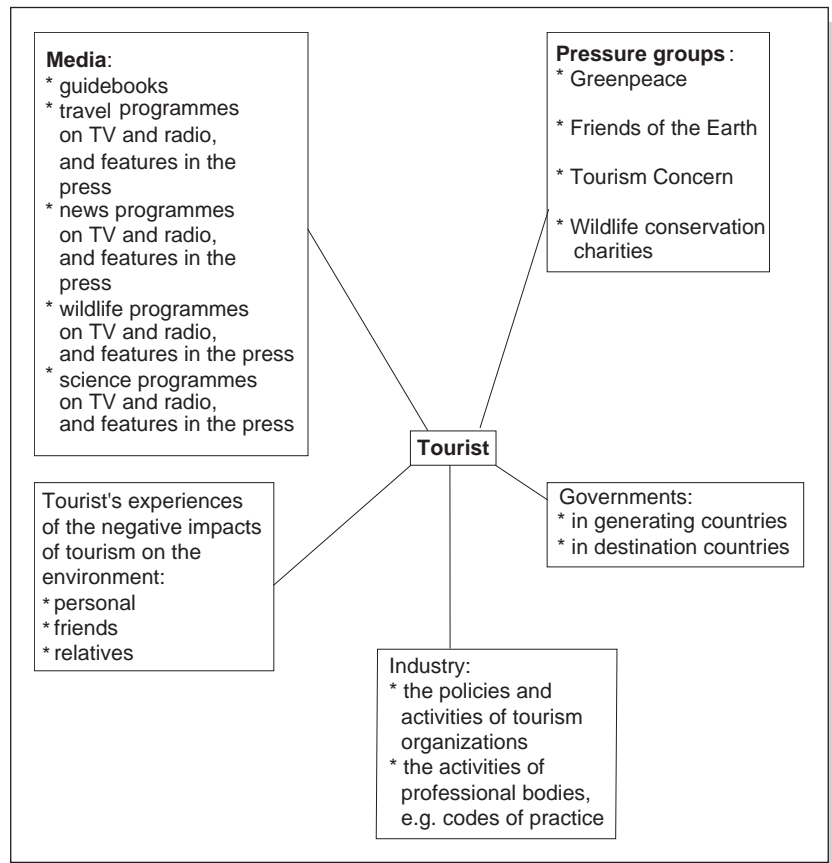 Media:
* guidebooks
* travel programmes
on TV and radio,
and features in the
press
* news programmes
on TV and radio,
and features in the
press
* wildlife programmes
on TV and radio,
and features in the press
* science programmes
on TV and radio,
and features in the press
Pressure groups :
* Greenpeace
* Friends of the Earth
* Tourism Concern
* Wildlife conservation
charities
Tourist
Tourist's experiences
of the negative impacts
of tourism on the
environment:
* personal
* friends
* relatives
Governments:
* in generating countries
* in destination countries
Industry:
* the policies and
activities of tourism
organizations
* the activities of
professional bodies,
e.g. codes of practice